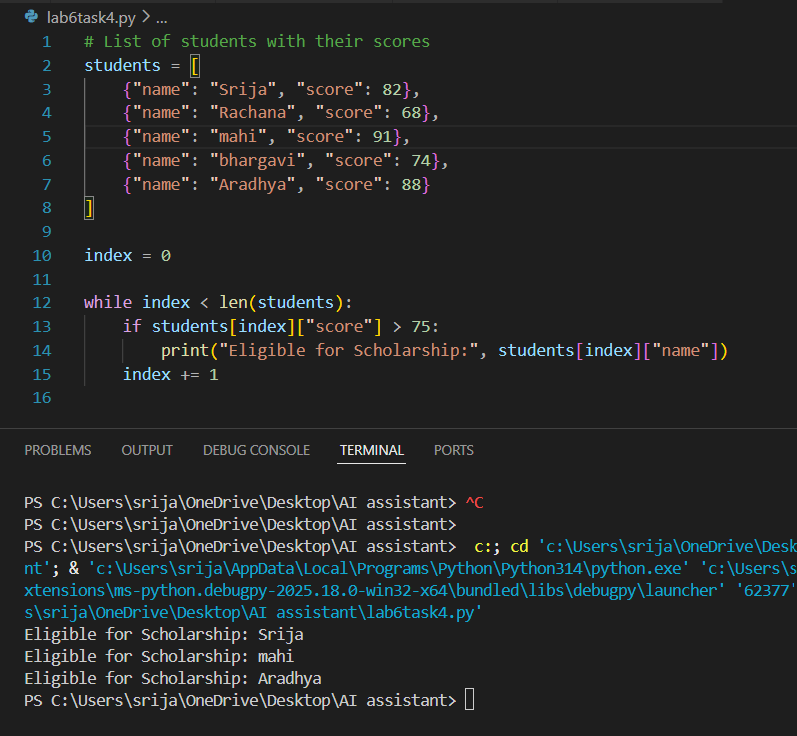 lab6task4.py > ...
1 # List of students with their scores
2 students = [
3     {"name": "Srija", "score": 82},
4     {"name": "Rachana", "score": 68},
5     {"name": "mahi", "score": 91},
6     {"name": "bhargavi", "score": 74},
7     {"name": "Aradhya", "score": 88}
8 ]
9
10 index = 0
11
12 while index < len(students):
13     if students[index]["score"] > 75:
14         print("Eligible for Scholarship:", students[index]["name"])
15     index += 1
16
PROBLEMS OUTPUT DEBUG CONSOLE TERMINAL PORTS
PS C:\Users\srija\OneDrive\Desktop\AI assistant> ^C
PS C:\Users\srija\OneDrive\Desktop\AI assistant>
PS C:\Users\srija\OneDrive\Desktop\AI assistant>  c:; cd 'c:\Users\srija\OneDrive\Desk
nt'; & 'c:\Users\srija\AppData\Local\Programs\Python\Python314\python.exe' 'c:\Users\s
xtensions\ms-python.debugpy-2025.18.0-win32-x64\bundled\libs\debugpy\launcher' '62377'
s\srija\OneDrive\Desktop\AI assistant\lab6task4.py'
Eligible for Scholarship: Srija
Eligible for Scholarship: mahi
Eligible for Scholarship: Aradhya
PS C:\Users\srija\OneDrive\Desktop\AI assistant>